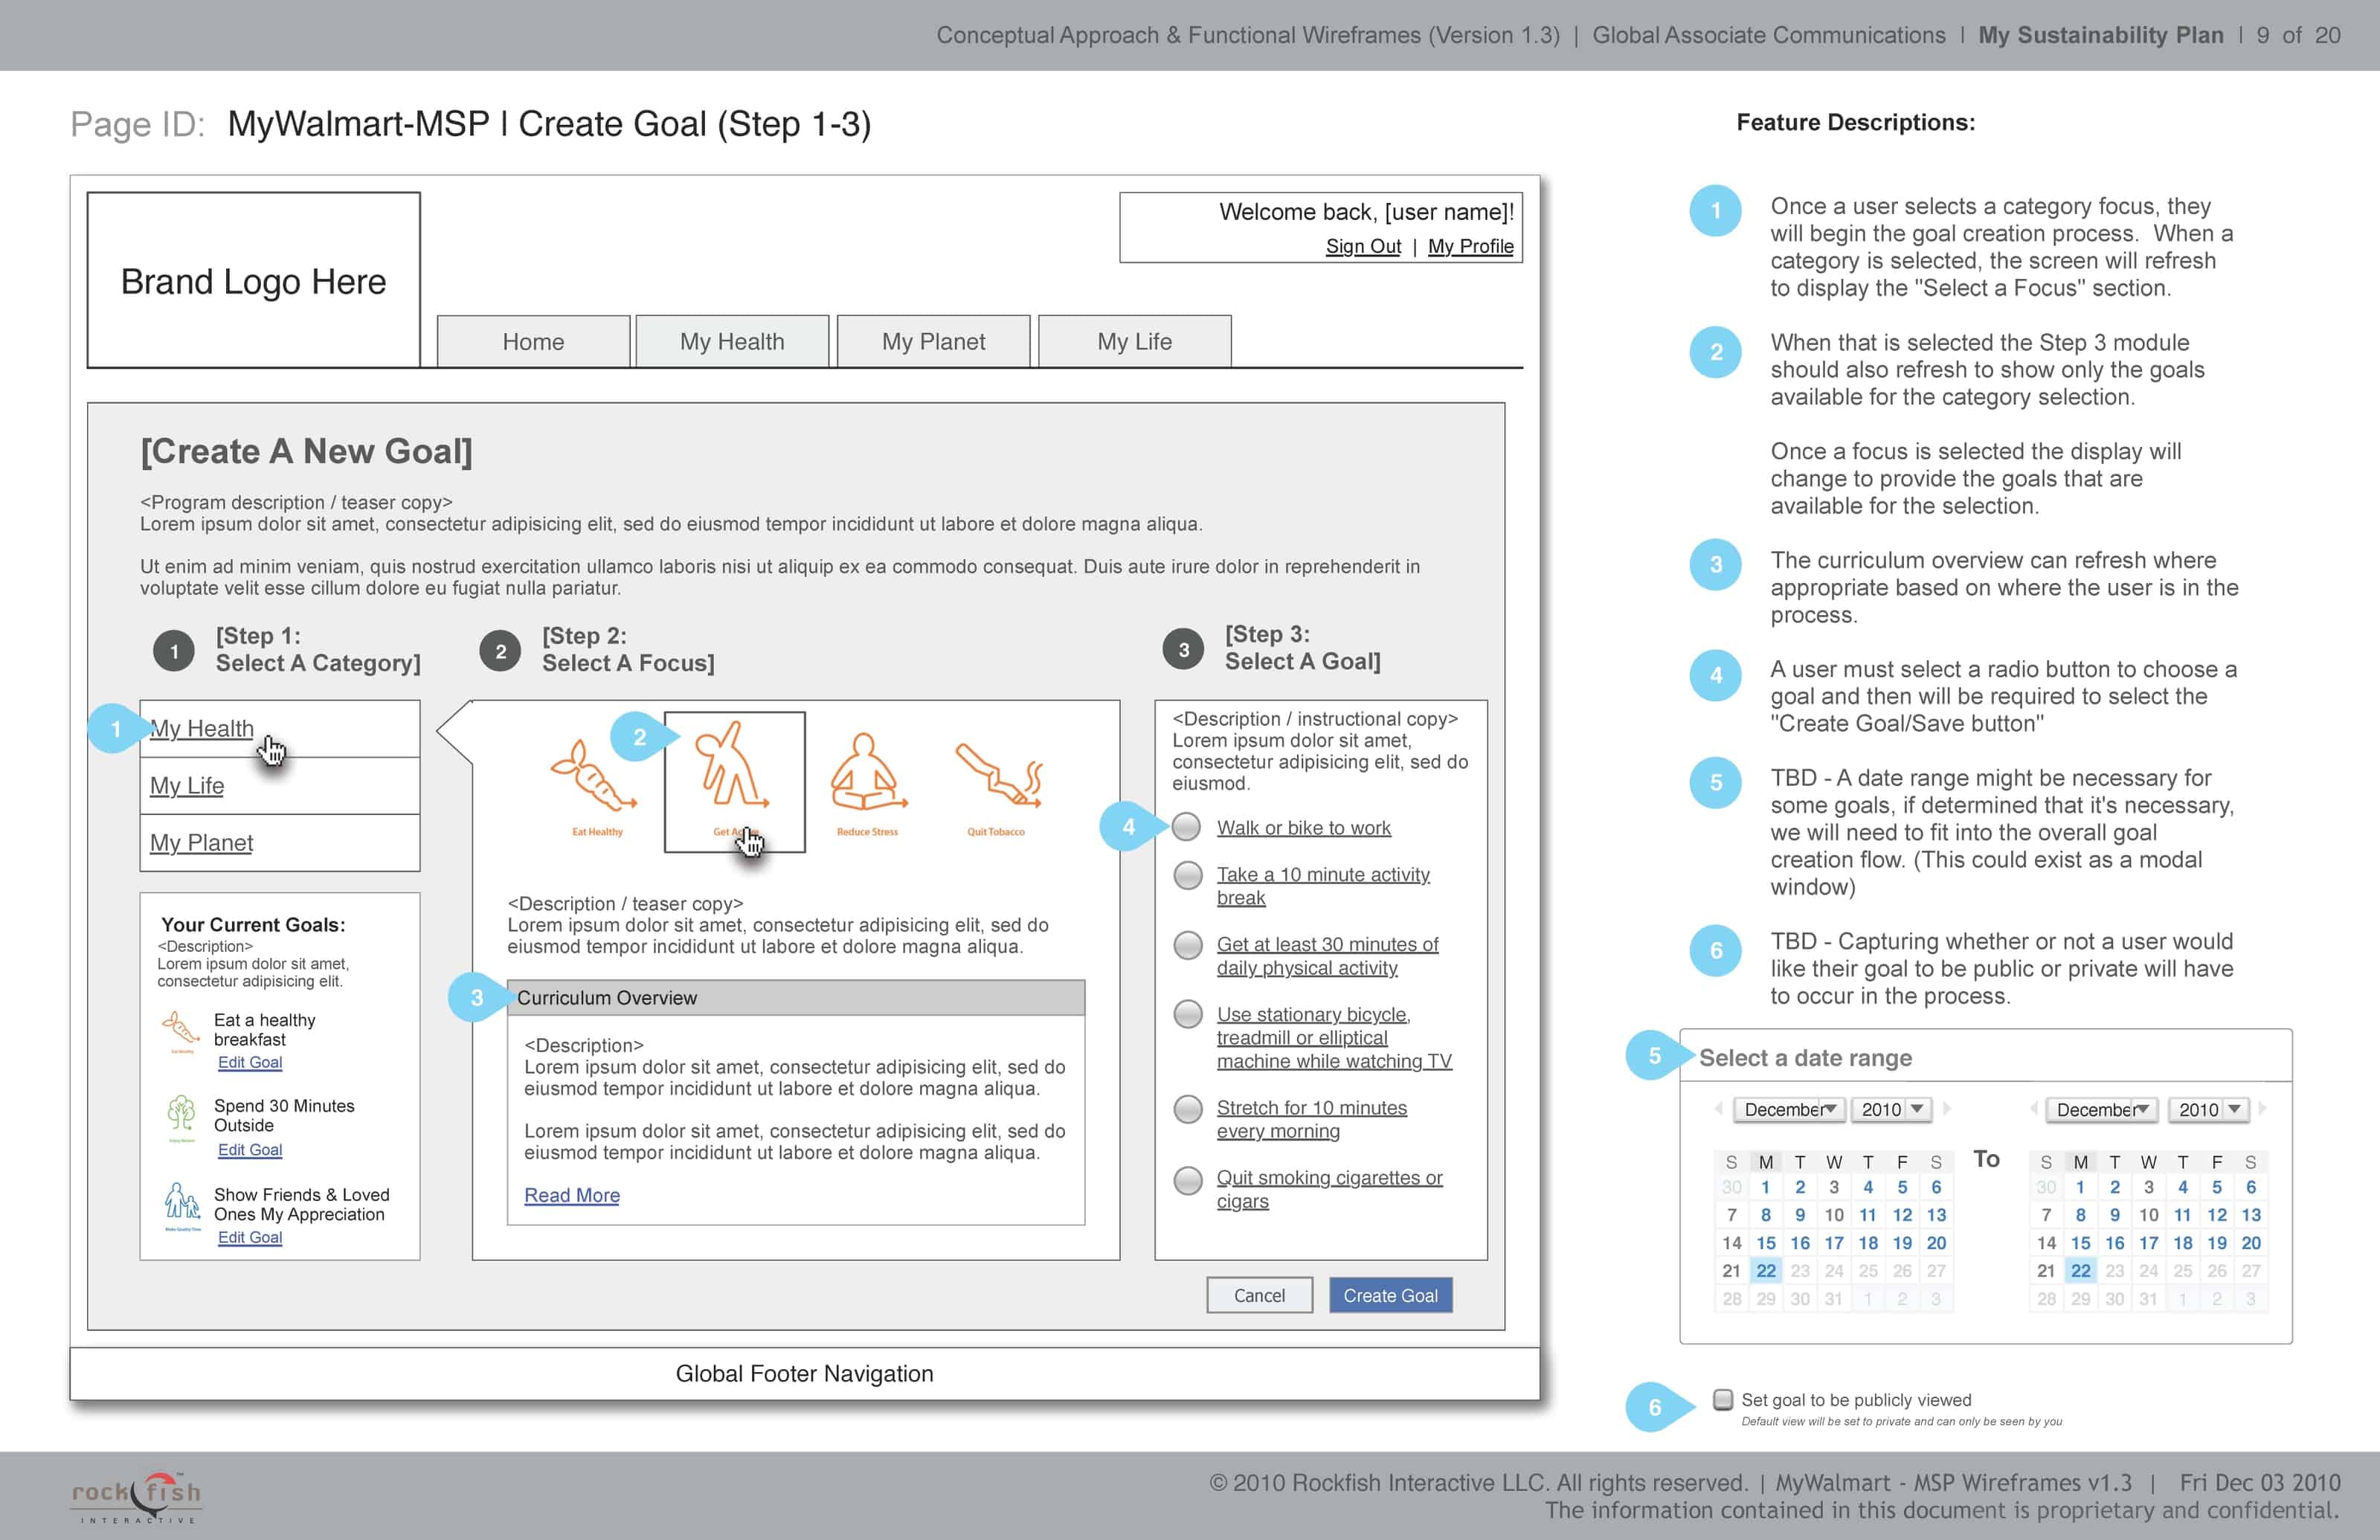 Conceptual Approach & Functional Wireframes (Version 1.3) | Global Associate Communications | My Sustainability Plan | 9 of 20
Page ID: MyWalmart-MSP | Create Goal (Step 1-3)
Brand Logo Here
Welcome back, [user name]!
Sign Out | My Profile
Home
My Health
My Planet
My Life
[Create A New Goal]
<Program description / teaser copy>
Lorem ipsum dolor sit amet, consectetur adipisicing elit, sed do eiusmod tempor incididunt ut labore et dolore magna aliqua.
Ut enim ad minim veniam, quis nostrud exercitation ullamco laboris nisi ut aliquip ex ea commodo consequat. Duis aute irure dolor in reprehenderit in
voluptate velit esse cillum dolore eu fugiat nulla pariatur.
1
[Step 1:
Select A Category]
1
My Health
My Life
My Planet
Your Current Goals:
<Description>
Lorem ipsum dolor sit amet,
consectetur adipisicing elit.
Eat Healthy
Eat a healthy
breakfast
Edit Goal
Spend 30 Minutes
Outside
Edit Goal
Make Quality Time
Show Friends & Loved
Ones My Appreciation
Edit Goal
2
[Step 2:
Select A Focus]
2
Eat Healthy
Get
Reduce Stress
Quit Tobacco
<Description / teaser copy>
Lorem ipsum dolor sit amet, consectetur adipisicing elit, sed do
eiusmod tempor incididunt ut labore et dolore magna aliqua.
3
Curriculum Overview
<Description>
Lorem ipsum dolor sit amet, consectetur adipisicing elit, sed do
eiusmod tempor incididunt ut labore et dolore magna aliqua.
Lorem ipsum dolor sit amet, consectetur adipisicing elit, sed do
eiusmod tempor incididunt ut labore et dolore magna aliqua.
Read More
3
[Step 3:
Select A Goal]
<Description / instructional copy>
Lorem ipsum dolor sit amet,
consectetur adipisicing elit, sed do
eiusmod.
4
Walk or bike to work
Take a 10 minute activity
break
Get at least 30 minutes of
daily physical activity
Use stationary bicycle,
treadmill or elliptical
machine while watching TV
Stretch for 10 minutes
every morning
Quit smoking cigarettes or
cigars
Cancel
Create Goal
Global Footer Navigation
Feature Descriptions:
1
Once a user selects a category focus, they
will begin the goal creation process. When a
category is selected, the screen will refresh
to display the "Select a Focus" section.
2
When that is selected the Step 3 module
should also refresh to show only the goals
available for the category selection.
Once a focus is selected the display will
change to provide the goals that are
available for the selection.
3
The curriculum overview can refresh where
appropriate based on where the user is in the
process.
4
A user must select a radio button to choose a
goal and then will be required to select the
"Create Goal/Save button"
5
TBD - A date range might be necessary for
some goals, if determined that it's necessary,
we will need to fit into the overall goal
creation flow. (This could exist as a modal
window)
6
TBD - Capturing whether or not a user would
like their goal to be public or private will have
to occur in the process.
5
Select a date range
December 2010
S M T W T F S
30 1 2 3 4 5 6
7 8 9 10 11 12 13
14 15 16 17 18 19 20
21 22 23 24 25 26 27
28 29 30 31 1 2 3
To
December 2010
S M T W T F S
30 1 2 3 4 5 6
7 8 9 10 11 12 13
14 15 16 17 18 19 20
21 22 23 24 25 26 27
28 29 30 31 1 2 3
6
Set goal to be publicly viewed
Default view will be set to private and can only be seen by you
rockfish™
INTERACTIVE
© 2010 Rockfish Interactive LLC. All rights reserved. | MyWalmart - MSP Wireframes v1.3 | Fri Dec 03 2010
The information contained in this document is proprietary and confidential.